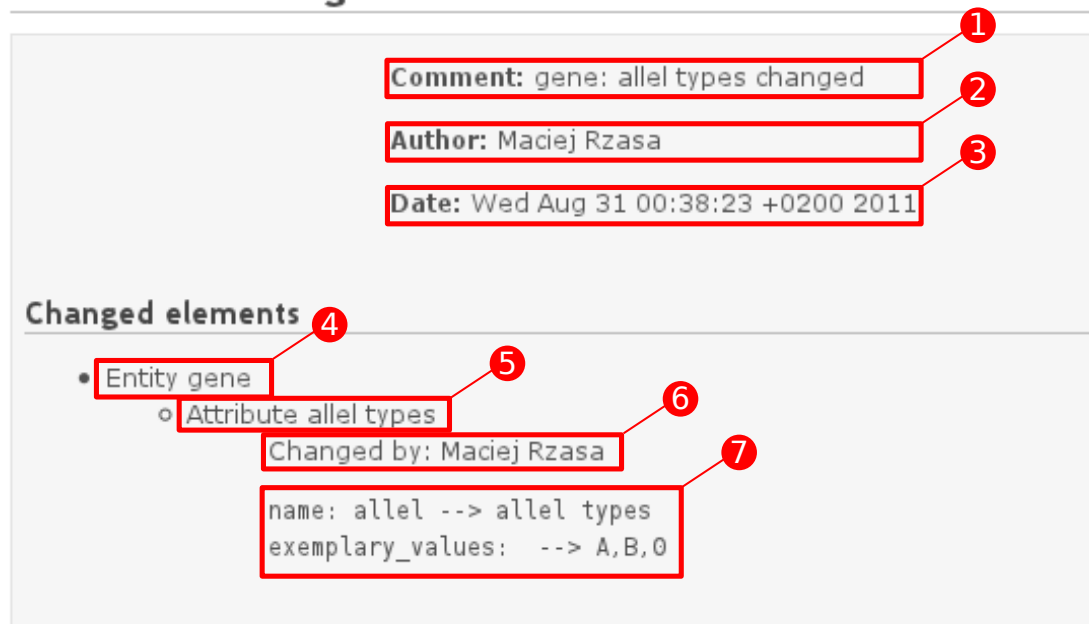 1
Comment: gene: allel types changed
2
Author: Maciej Rzasa
3
Date: Wed Aug 31 00:38:23 +0200 2011
Changed elements
4
Entity gene
5
Attribute allel types
6
Changed by: Maciej Rzasa
7
name: allel --> allel types
exemplary_values:  --> A,B,0